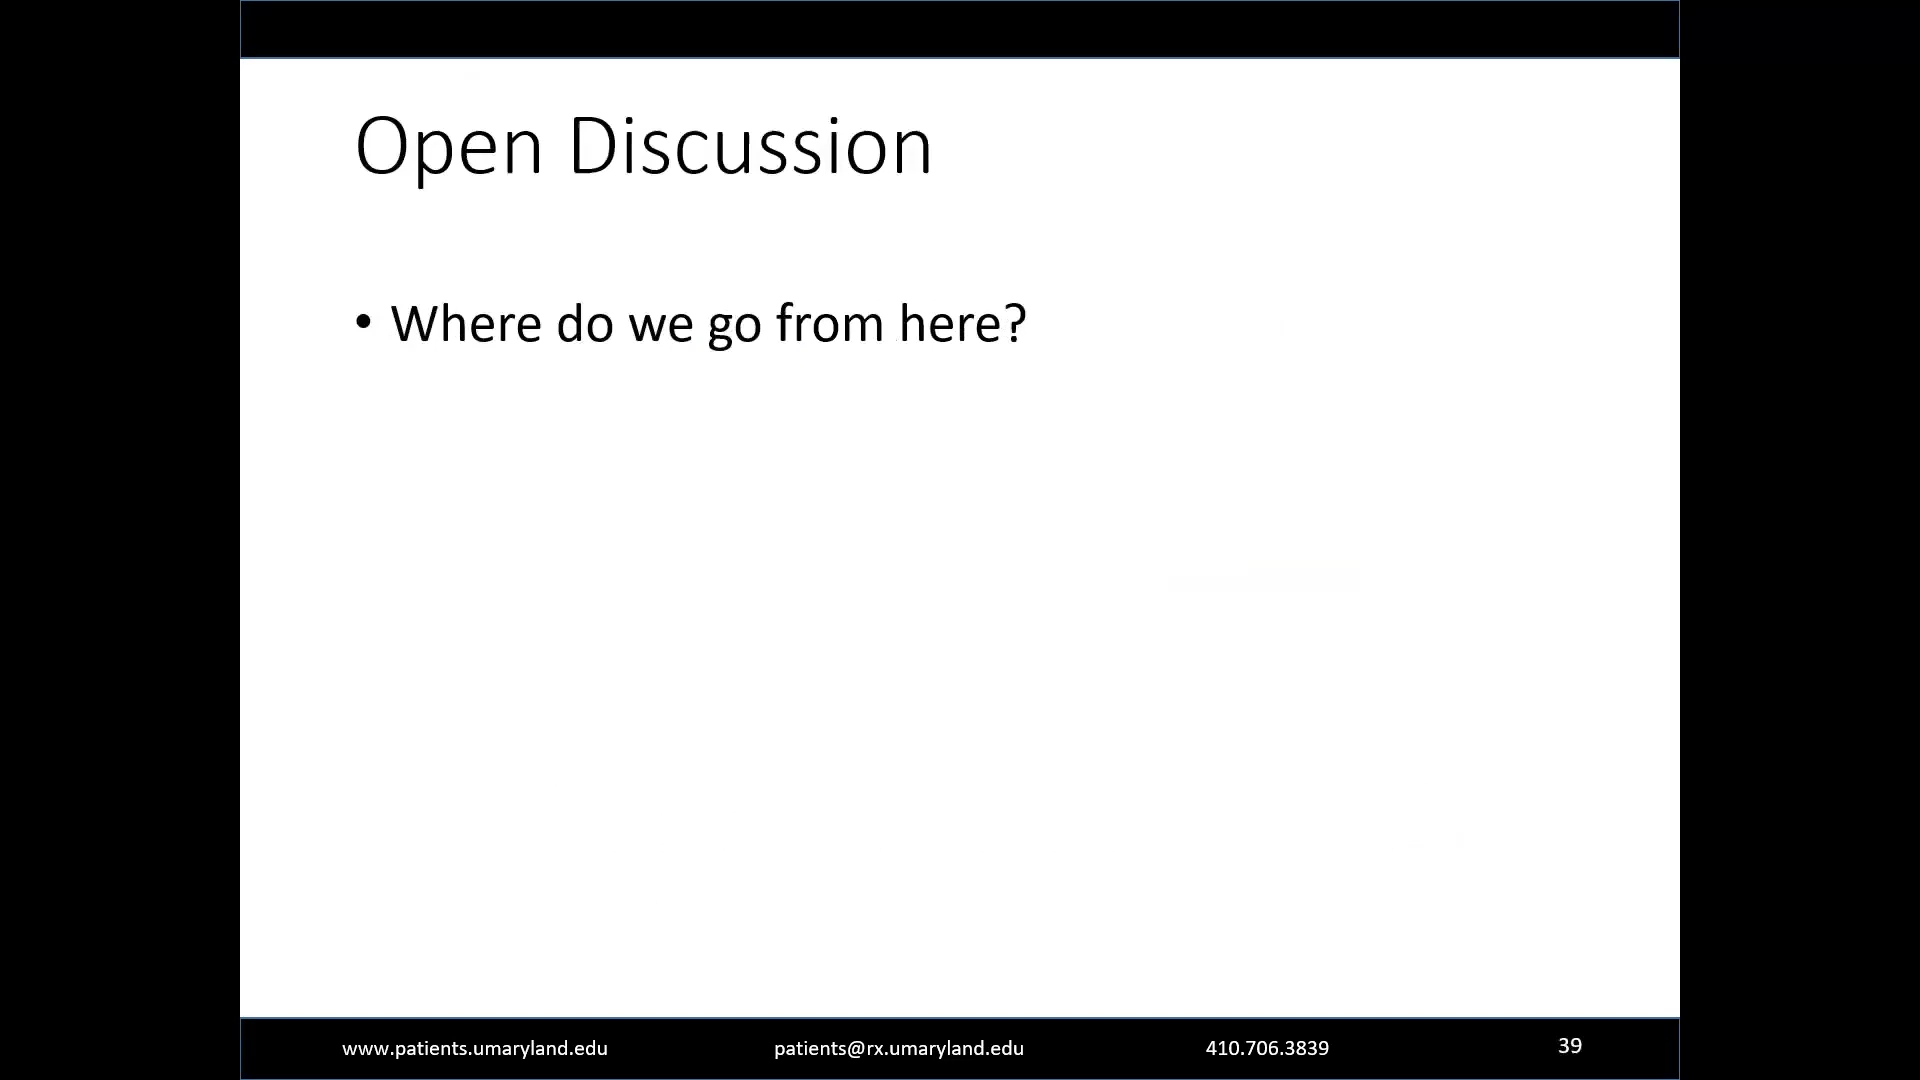 Open Discussion
• Where do we go from here?
www.patients.umaryland.edu patients@rx.umaryland.edu 410.706.3839 39